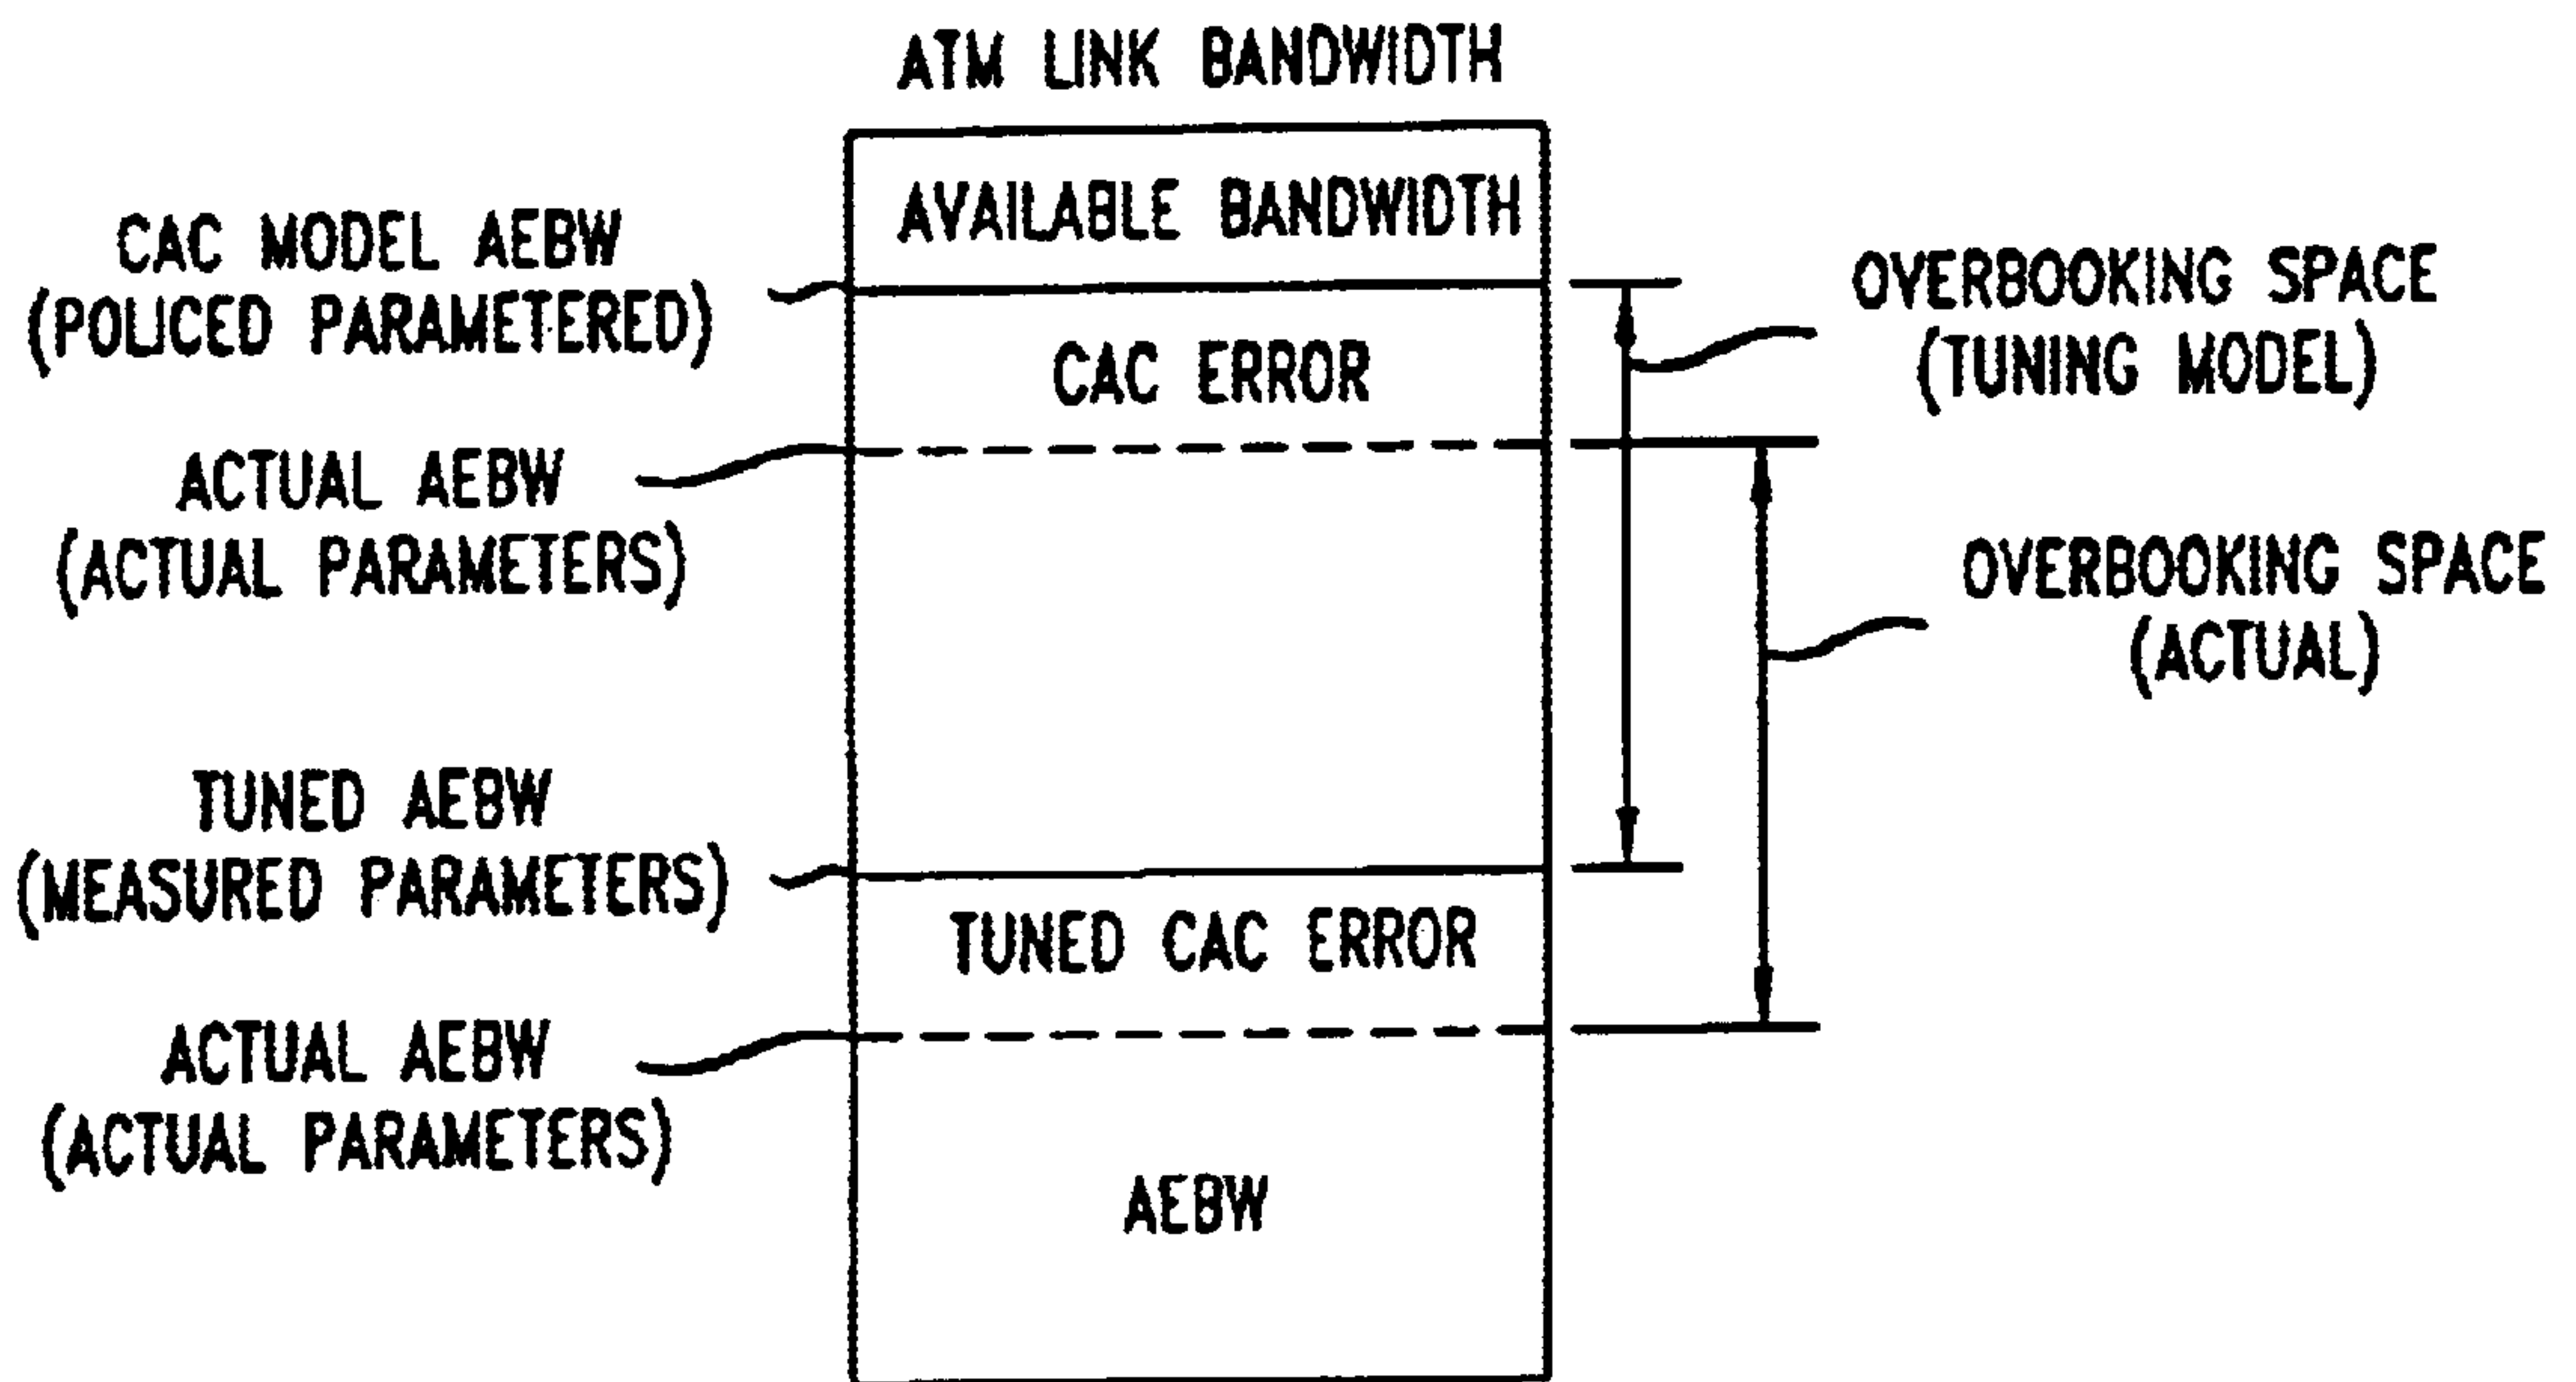 ATM LINK BANDWIDTH
AVAILABLE BANDWIDTH
CAC MODEL AEBW
(POLICED PARAMETERED)
OVERBOOKING SPACE
(TUNING MODEL)
CAC ERROR
ACTUAL AEBW
(ACTUAL PARAMETERS)
OVERBOOKING SPACE
(ACTUAL)
TUNED AEBW
(MEASURED PARAMETERS)
TUNED CAC ERROR
ACTUAL AEBW
(ACTUAL PARAMETERS)
AEBW